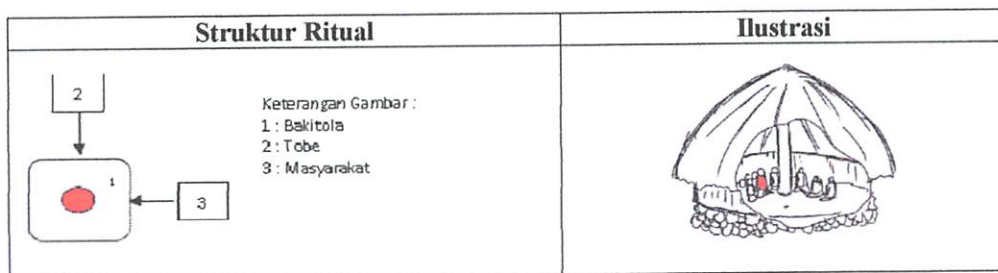 Struktur Ritual
Ilustrasi
2
Keterangan Gambar :
1 : Bakitola
2 : Tobe
3 : Masyarakat
1
3